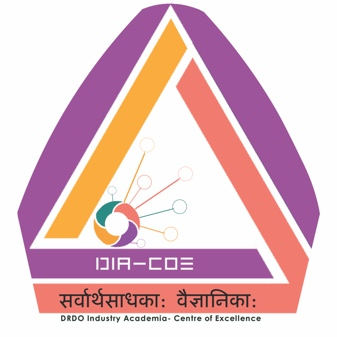 DIA-COE
सर्वार्थसाधकाः वैज्ञानिकाः
DRDO Industry Academia- Centre of Excellence